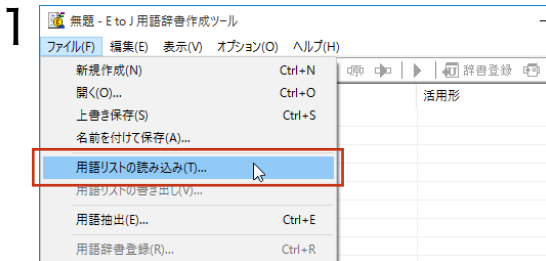 1
無題 - E to J 用語辞書作成ツール
ファイル(F) 編集(E) 表示(V) オプション(O) ヘルプ(H)
新規作成(N) Ctrl+N
開く(O)... Ctrl+O
上書き保存(S) Ctrl+S
名前を付けて保存(A)...
用語リストの読み込み(T)...
用語リストの書き出し(V)...
用語抽出(E)... Ctrl+E
用語辞書登録(R)... Ctrl+R
辞書登録
活用形